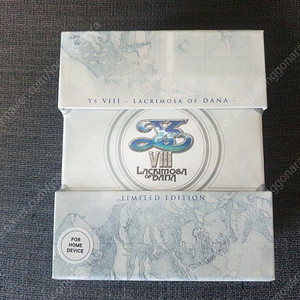 Ys VIII - LACRIMOSA OF DANA -
Ys
VIII
LACRIMOSA
OF DANA
LIMITED EDITION
FOR
HOME
DEVICE